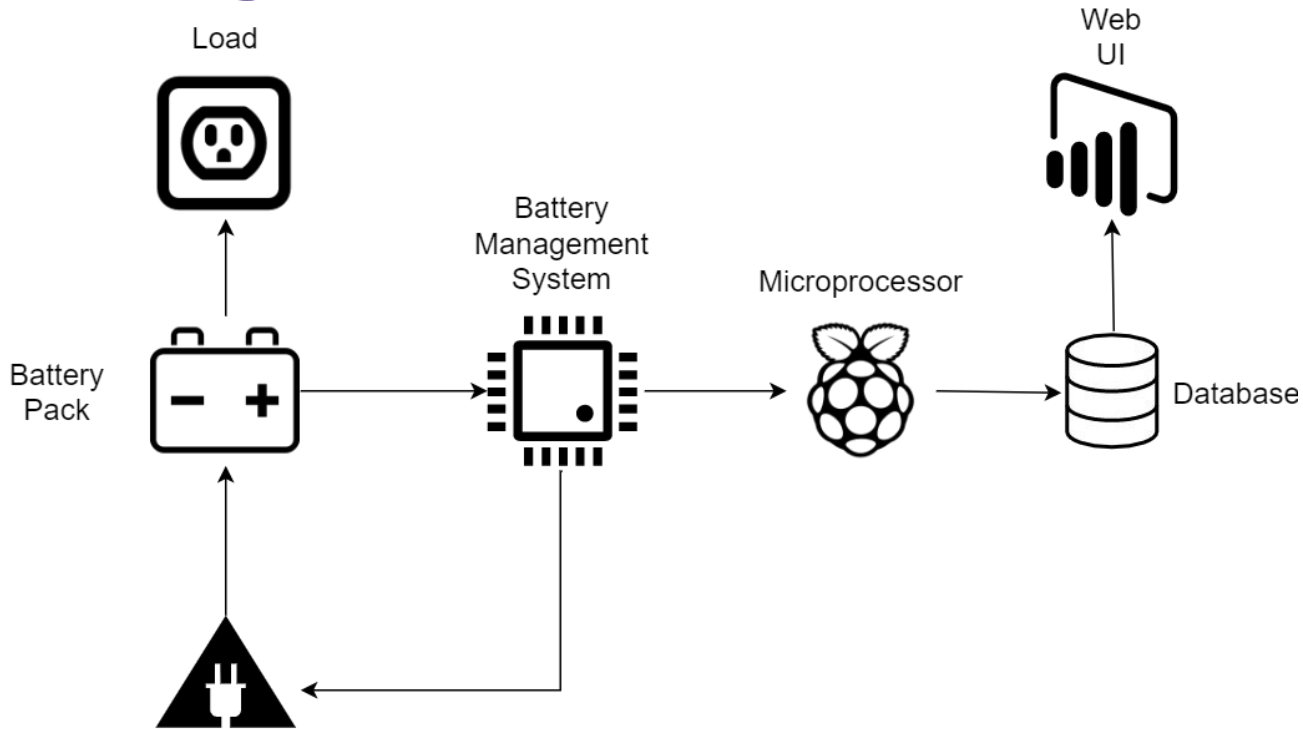 Load
Web
UI
Battery
Management
System
Microprocessor
Battery
Pack
Database